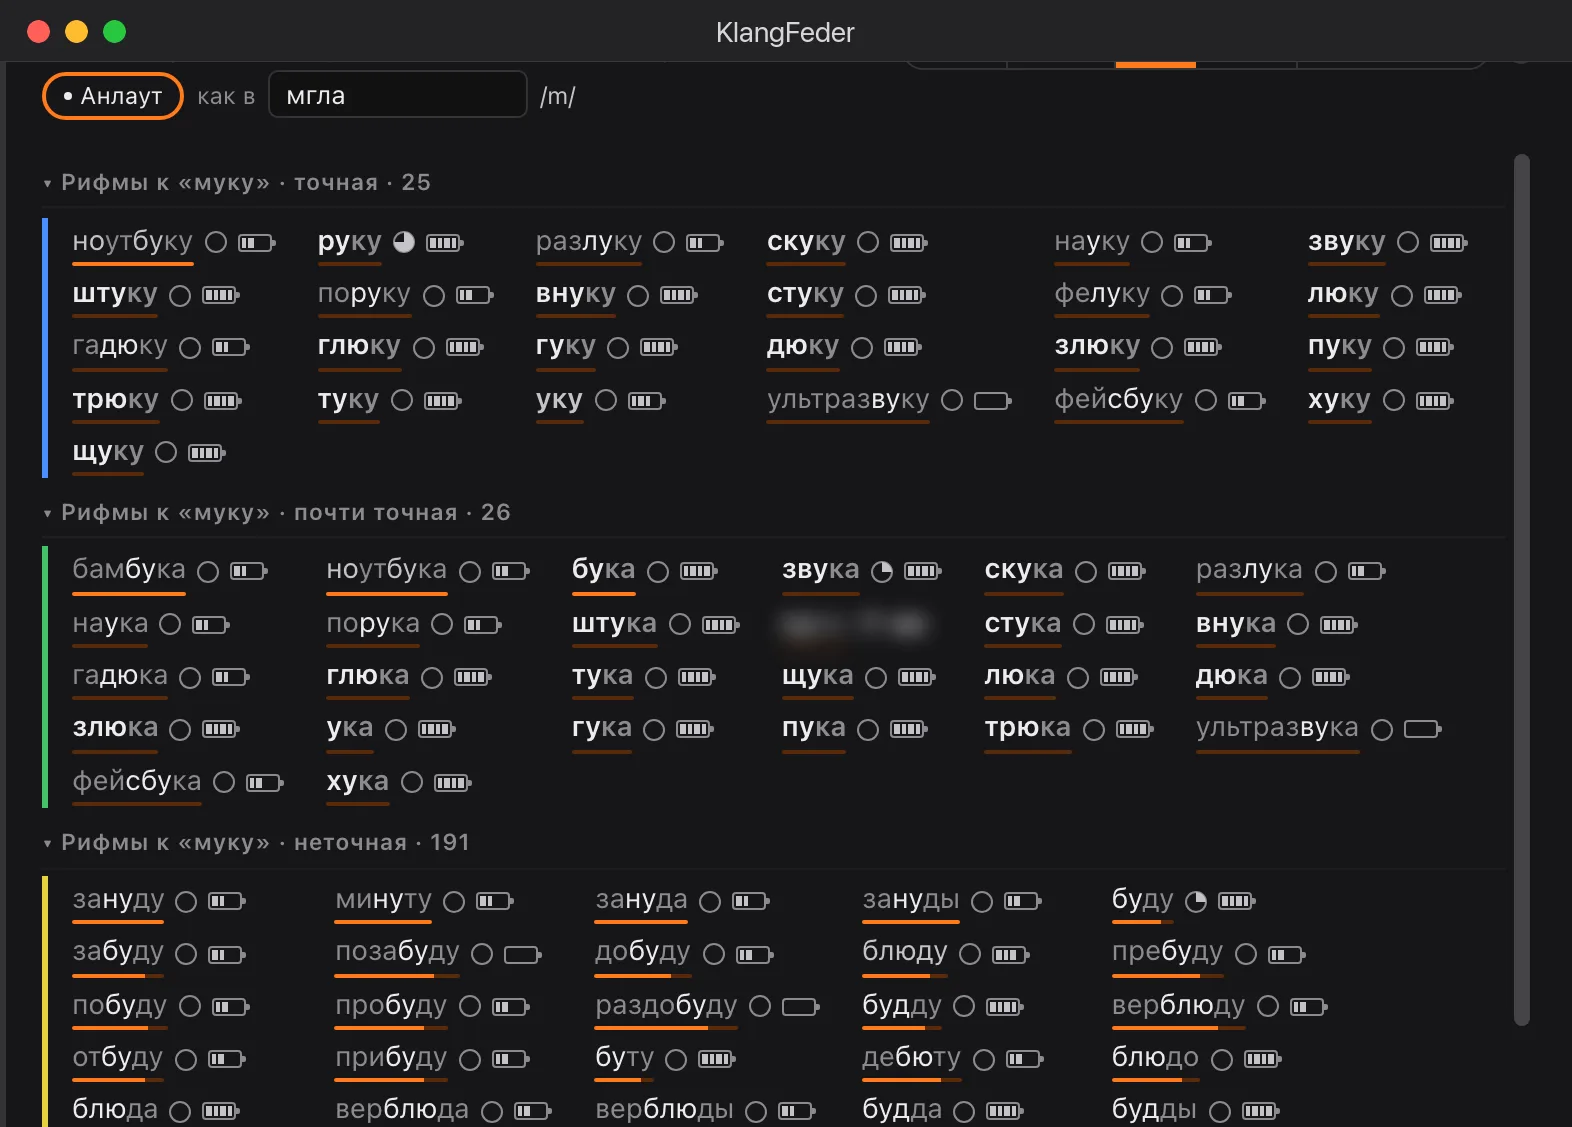 KlangFeder
• Анлаут как в мгла /m/
▾ Рифмы к «муку» · точная · 25
ноутбуку руку разлуку скуку науку звуку
штуку поруку внуку стуку фелуку люку
гадюку глюку гуку дюку злюку пуку
трюку туку уку ультразвуку фейсбуку хуку
щуку
▾ Рифмы к «муку» · почти точная · 26
бамбука ноутбука бука звука скука разлука
наука порука штука стука внука
гадюка глюка тука щука люка дюка
злюка ука гука пука трюка ультразвука
фейсбука хука
▾ Рифмы к «муку» · неточная · 191
зануду минуту зануда зануды буду
забуду позабуду добуду блюду пребуду
побуду пробуду раздобуду будду верблюду
отбуду прибуду буту дебюту блюдо
блюда верблюда верблюды будда будды